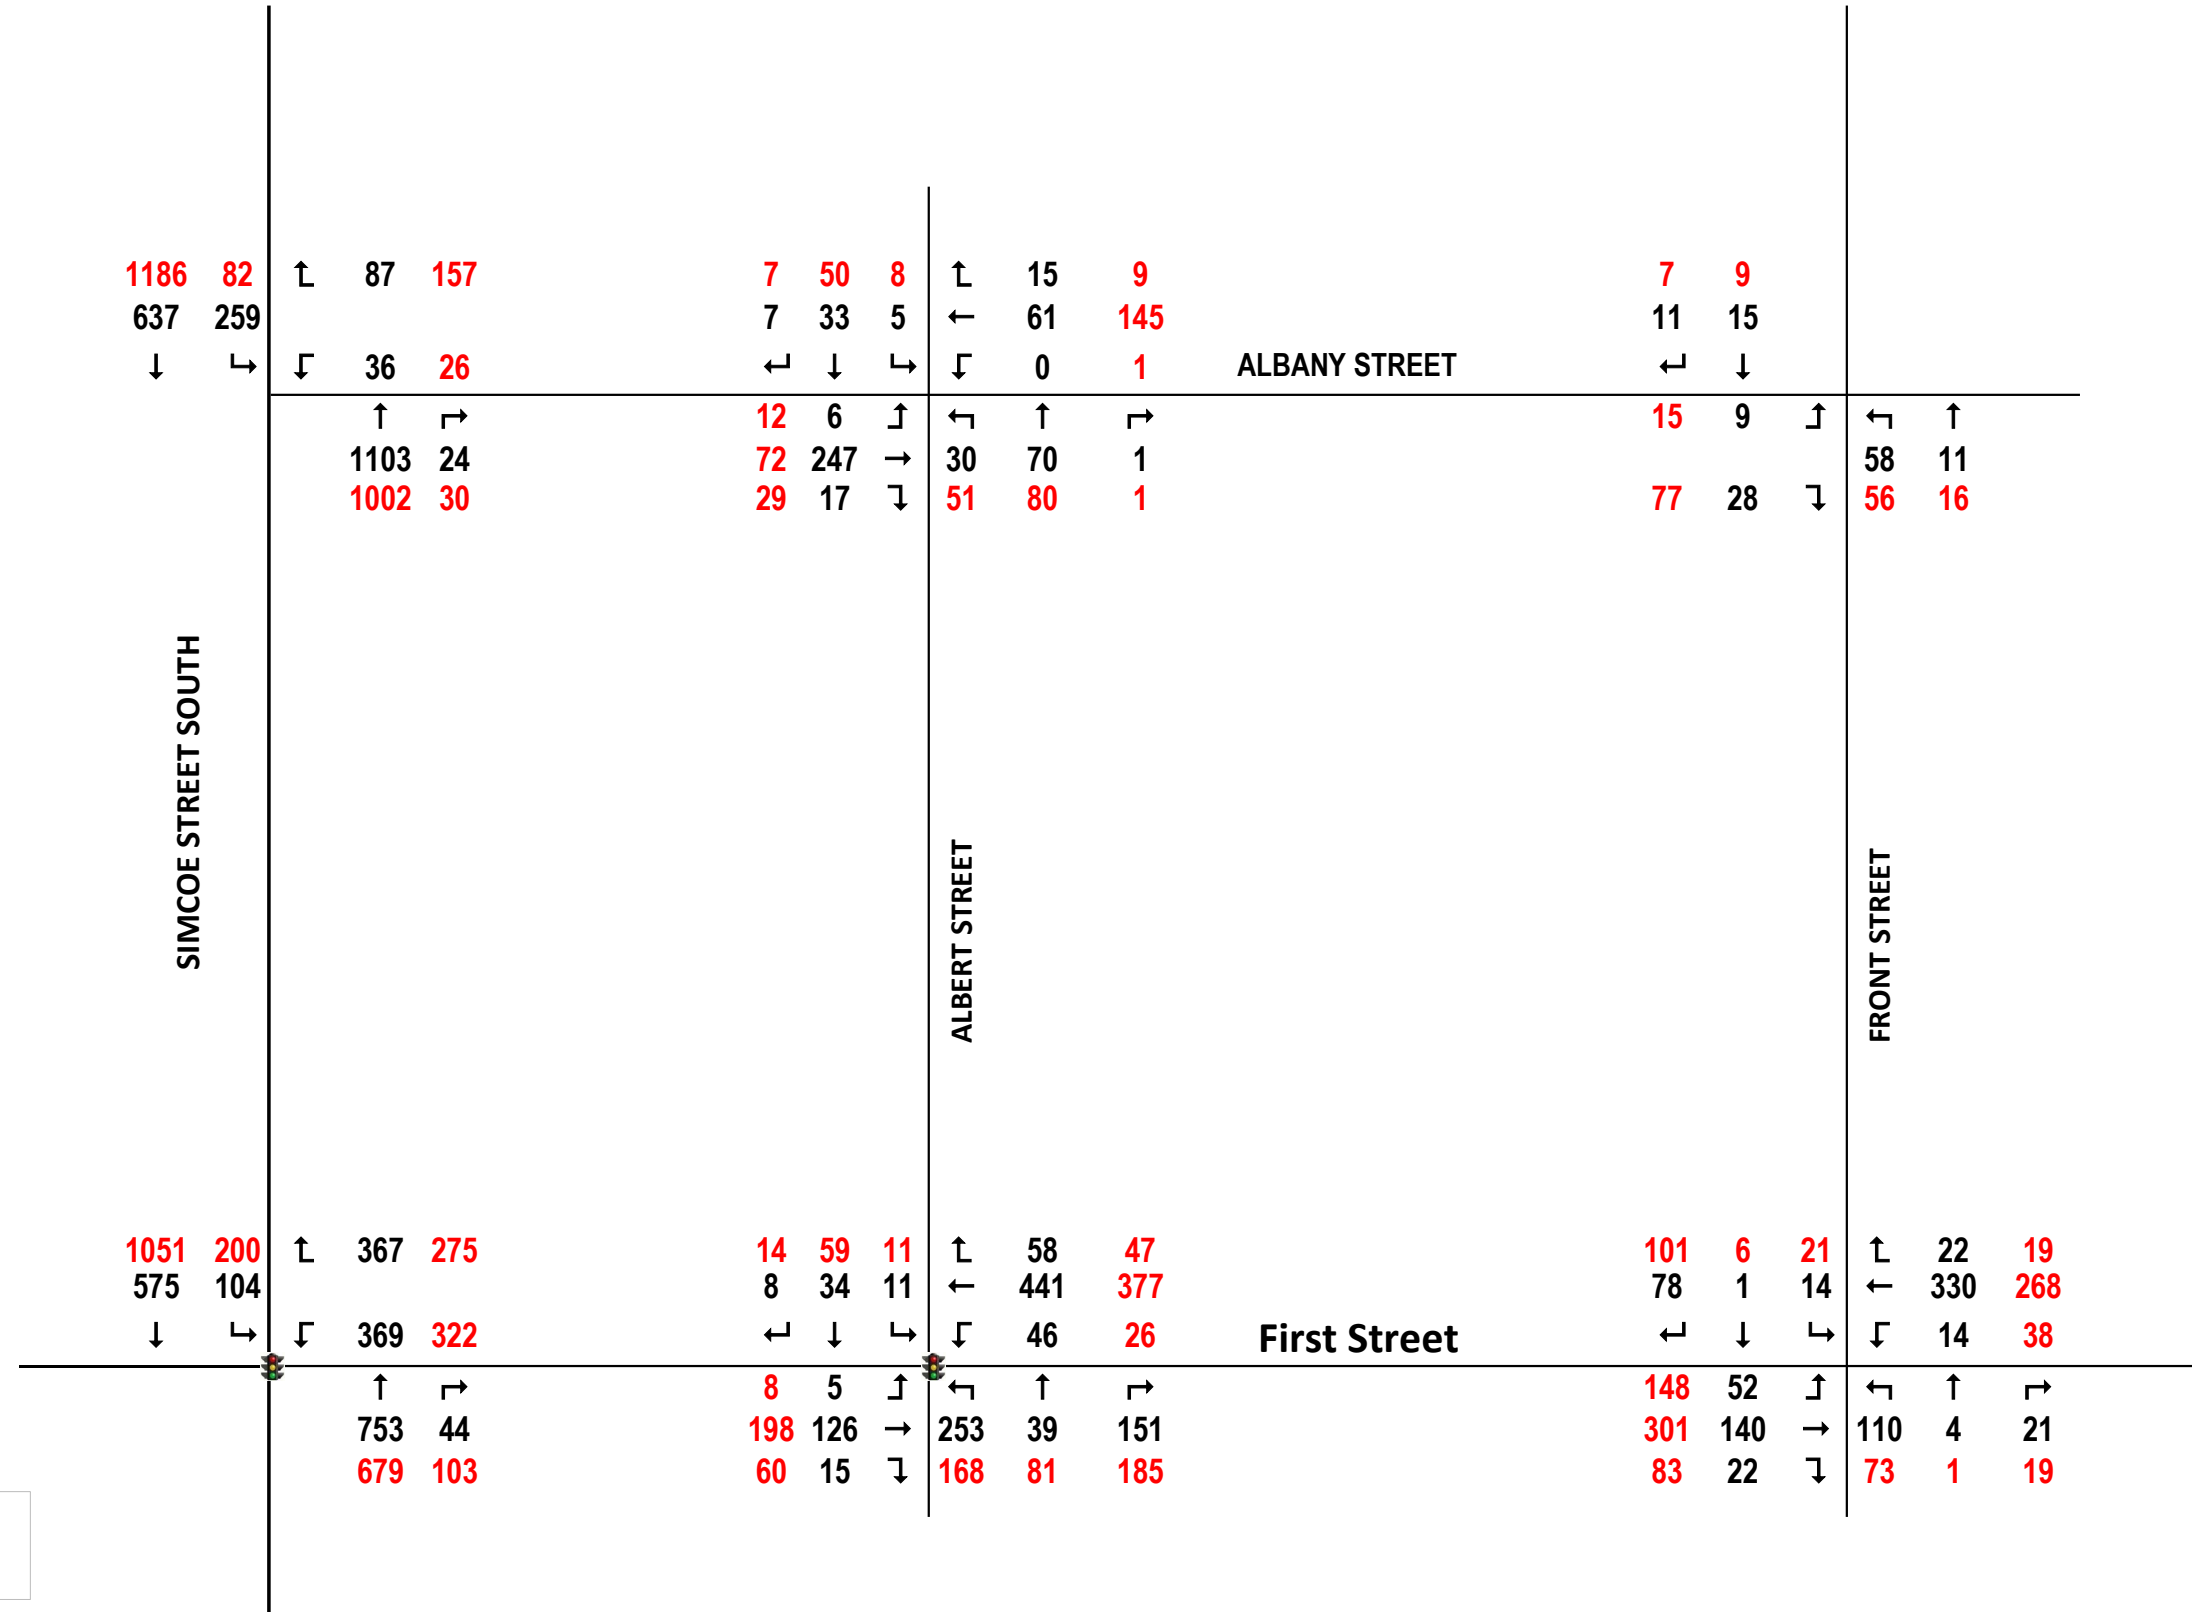 1186 82 87 157 7 50 8 15 9 7 9
637 259 7 33 5 61 145 11 15
36 26 0 1 ALBANY STREET
12 6 15 9
1103 24 72 247 30 70 1 58 11
1002 30 29 17 51 80 1 77 28 56 16
SIMCOE STREET SOUTH
ALBERT STREET
FRONT STREET
1051 200 367 275 14 59 11 58 47 101 6 21 22 19
575 104 8 34 11 441 377 78 1 14 330 268
369 322 46 26 First Street 14 38
8 5 148 52
753 44 198 126 253 39 151 301 140 110 4 21
679 103 60 15 168 81 185 83 22 73 1 19